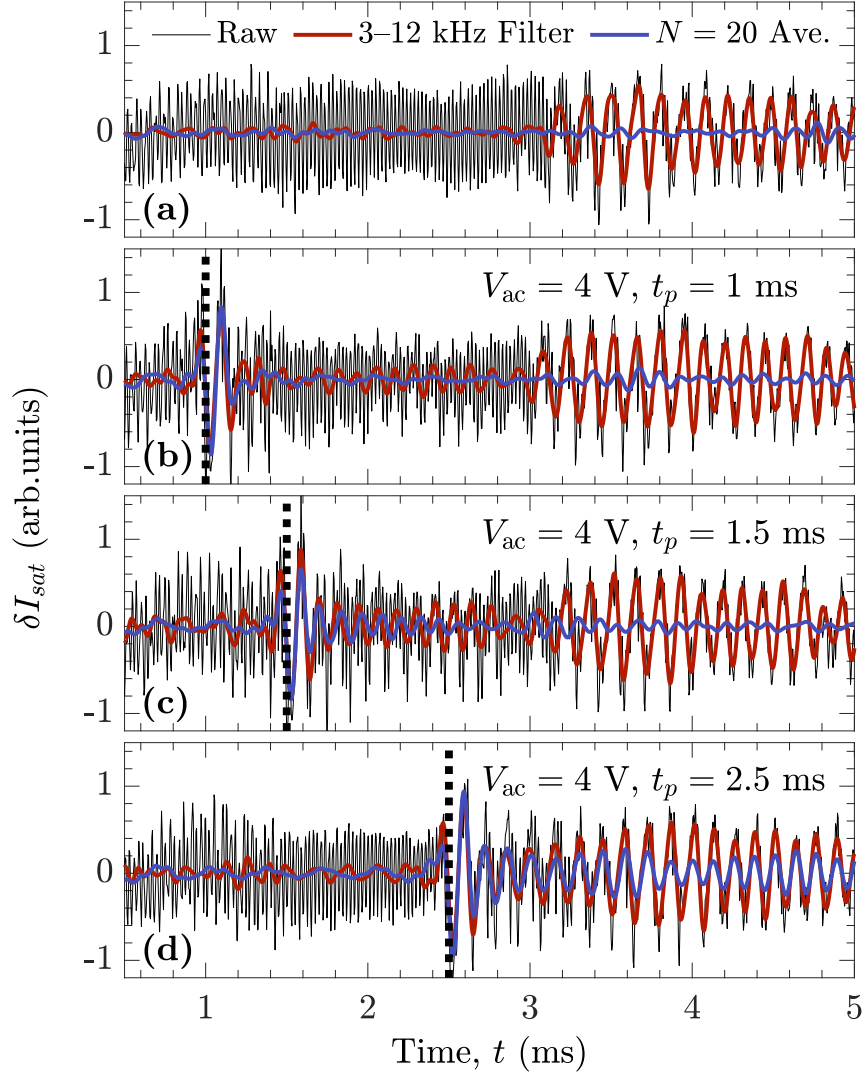 Raw 3–12 kHz Filter N = 20 Ave.
1
0
-1
(a)
V_ac = 4 V, t_p = 1 ms
1
0
-1
(b)
V_ac = 4 V, t_p = 1.5 ms
1
0
-1
(c)
V_ac = 4 V, t_p = 2.5 ms
1
0
-1
(d)
δI_sat (arb.units)
1 2 3 4 5
Time, t (ms)